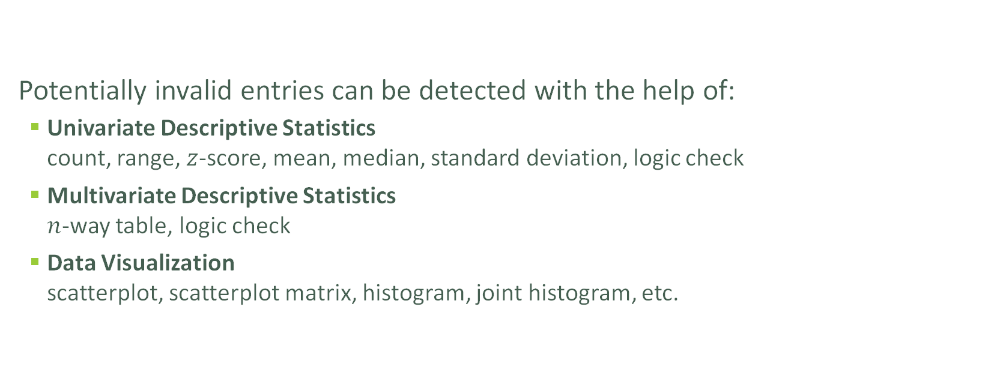 Potentially invalid entries can be detected with the help of:
▪ Univariate Descriptive Statistics
count, range, z-score, mean, median, standard deviation, logic check
▪ Multivariate Descriptive Statistics
n-way table, logic check
▪ Data Visualization
scatterplot, scatterplot matrix, histogram, joint histogram, etc.